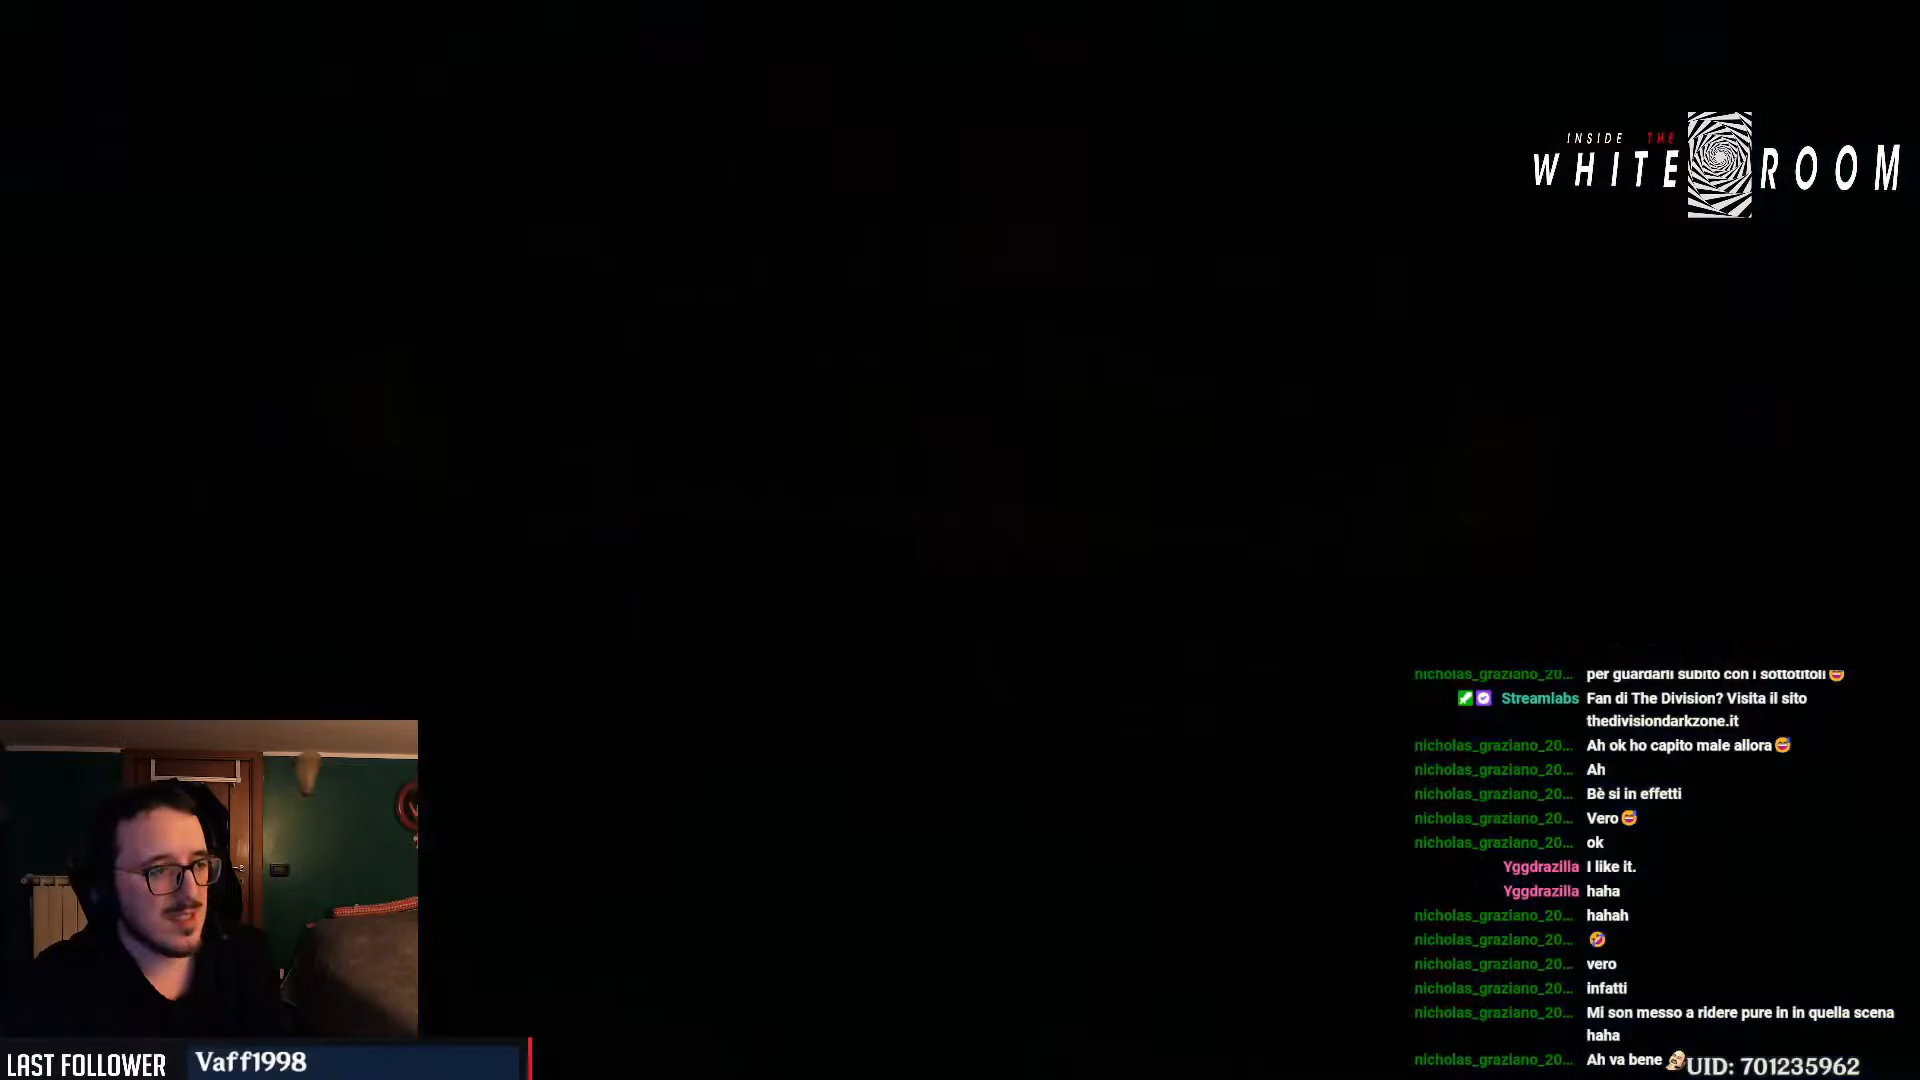 INSIDE THE
WHITE ROOM
nicholas_graziano_20... per guardarli subito con i sottotitoli😅
Streamlabs Fan di The Division? Visita il sito
thedivisiondarkzone.it
nicholas_graziano_20... Ah ok ho capito male allora😅
nicholas_graziano_20... Ah
nicholas_graziano_20... Bè si in effetti
nicholas_graziano_20... Vero😅
nicholas_graziano_20... ok
Yggdrazilla I like it.
Yggdrazilla haha
nicholas_graziano_20... hahah
nicholas_graziano_20... 🤣
nicholas_graziano_20... vero
nicholas_graziano_20... infatti
nicholas_graziano_20... Mi son messo a ridere pure in in quella scena
haha
nicholas_graziano_20... Ah va bene
UID: 701235962
LAST FOLLOWER Vaff1998